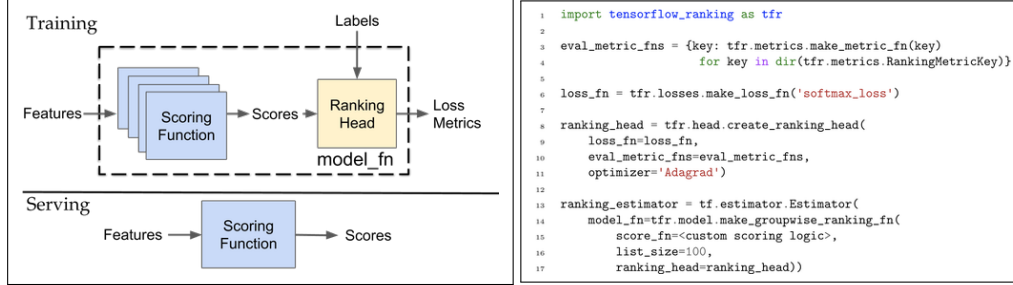 Training
Labels
Features
Scoring
Function
Scores
Ranking
Head
Loss
Metrics
model_fn
Serving
Features
Scoring
Function
Scores
1 import tensorflow_ranking as tfr
2
3 eval_metric_fns = {key: tfr.metrics.make_metric_fn(key)
4 for key in dir(tfr.metrics.RankingMetricKey)}
5
6 loss_fn = tfr.losses.make_loss_fn('softmax_loss')
7
8 ranking_head = tfr.head.create_ranking_head(
9 loss_fn=loss_fn,
10 eval_metric_fns=eval_metric_fns,
11 optimizer='Adagrad')
12
13 ranking_estimator = tf.estimator.Estimator(
14 model_fn=tfr.model.make_groupwise_ranking_fn(
15 score_fn=<custom scoring logic>,
16 list_size=100,
17 ranking_head=ranking_head))